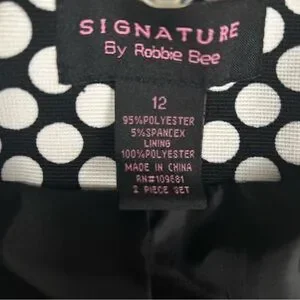 SIGNATURE
By Robbie Bee
12
95%POLYESTER
5%SPANDEX
LINING
100%POLYESTER
MADE IN CHINA
RN#109681
2 PIECE SET